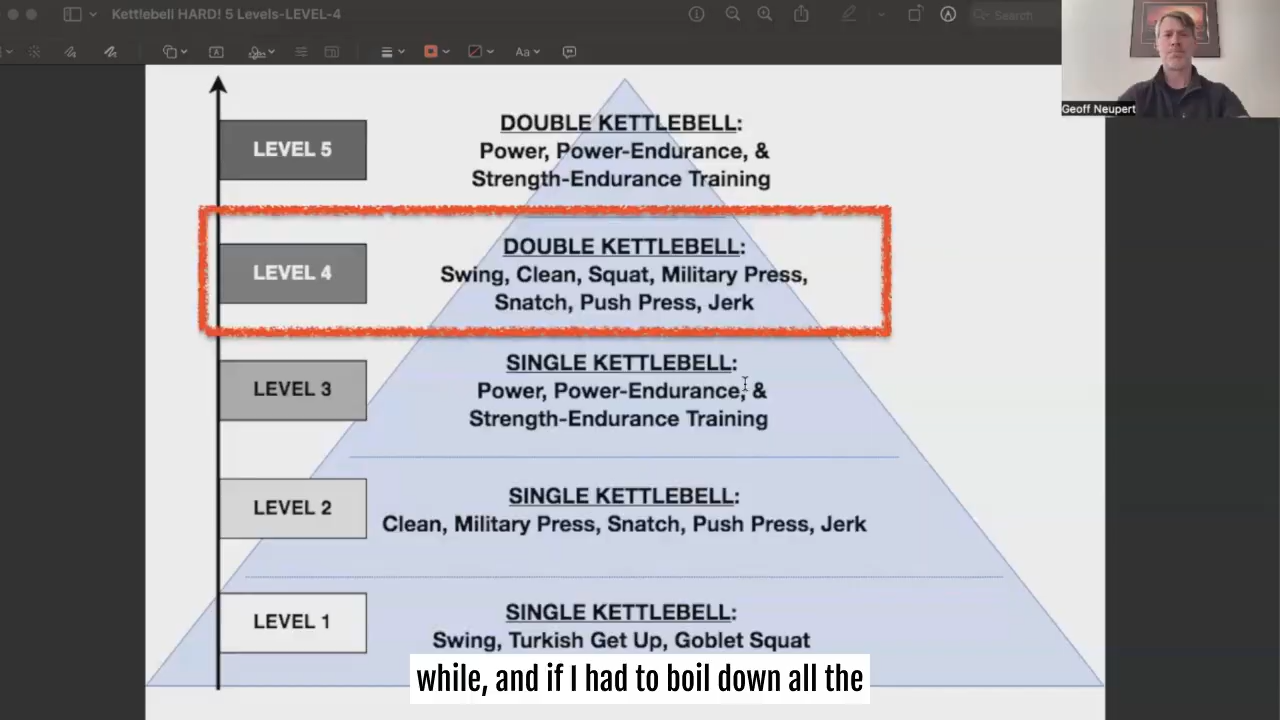 Kettlebell HARD! 5 Levels-LEVEL-4
Search
Aa
Geoff Neupert
LEVEL 5
DOUBLE KETTLEBELL:
Power, Power-Endurance, &
Strength-Endurance Training
LEVEL 4
DOUBLE KETTLEBELL:
Swing, Clean, Squat, Military Press,
Snatch, Push Press, Jerk
LEVEL 3
SINGLE KETTLEBELL:
Power, Power-Endurance, &
Strength-Endurance Training
LEVEL 2
SINGLE KETTLEBELL:
Clean, Military Press, Snatch, Push Press, Jerk
LEVEL 1
SINGLE KETTLEBELL:
Swing, Turkish Get Up, Goblet Squat
while, and if I had to boil down all the